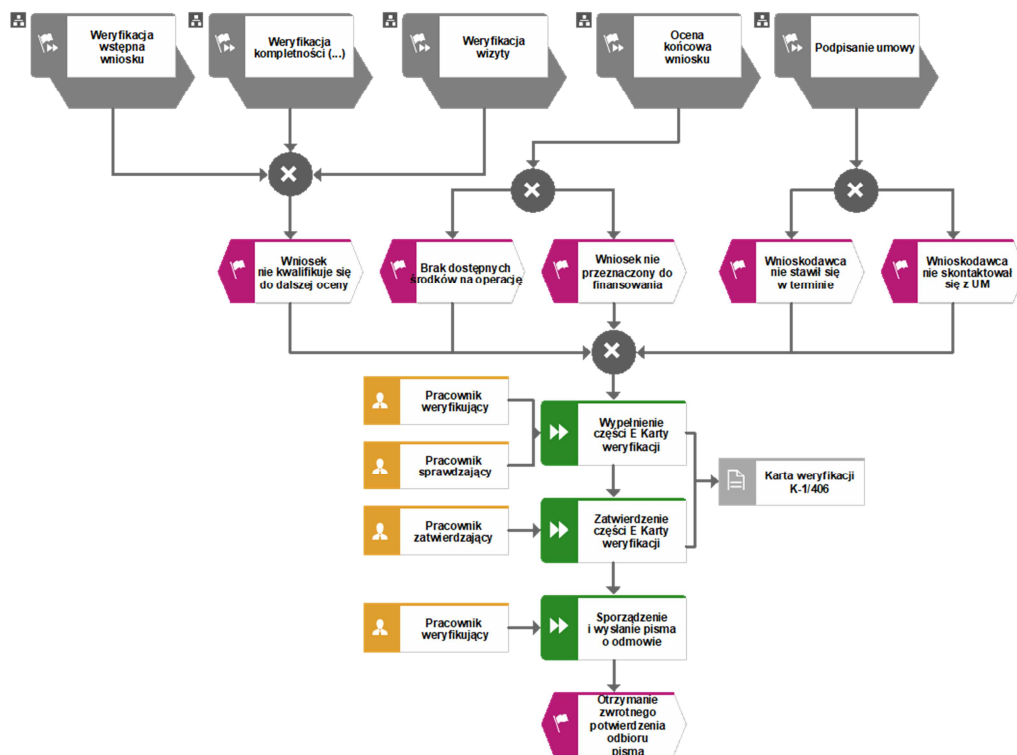 Weryfikacja
wstępna
wniosku
Weryfikacja
kompletności (...)
Weryfikacja
wizyty
Ocena
końcowa
wniosku
Podpisanie umowy
Wniosek
nie kwalifikuje się
do dalszej oceny
Brak dostępnych
środków na operację
Wniosek nie
przeznaczony do
finansowania
Wnioskodawca
nie stawił się
w terminie
Wnioskodawca
nie skontaktował
się z UM
Pracownik
weryfikujący
Wypełnienie
części E Karty
weryfikacji
Pracownik
sprawdzający
Karta weryfikacji
K-1/406
Pracownik
zatwierdzający
Zatwierdzenie
części E Karty
weryfikacji
Pracownik
weryfikujący
Sporządzenie
i wysłanie pisma
o odmowie
Otrzymanie
zwrotnego
potwierdzenia
odbioru
pisma